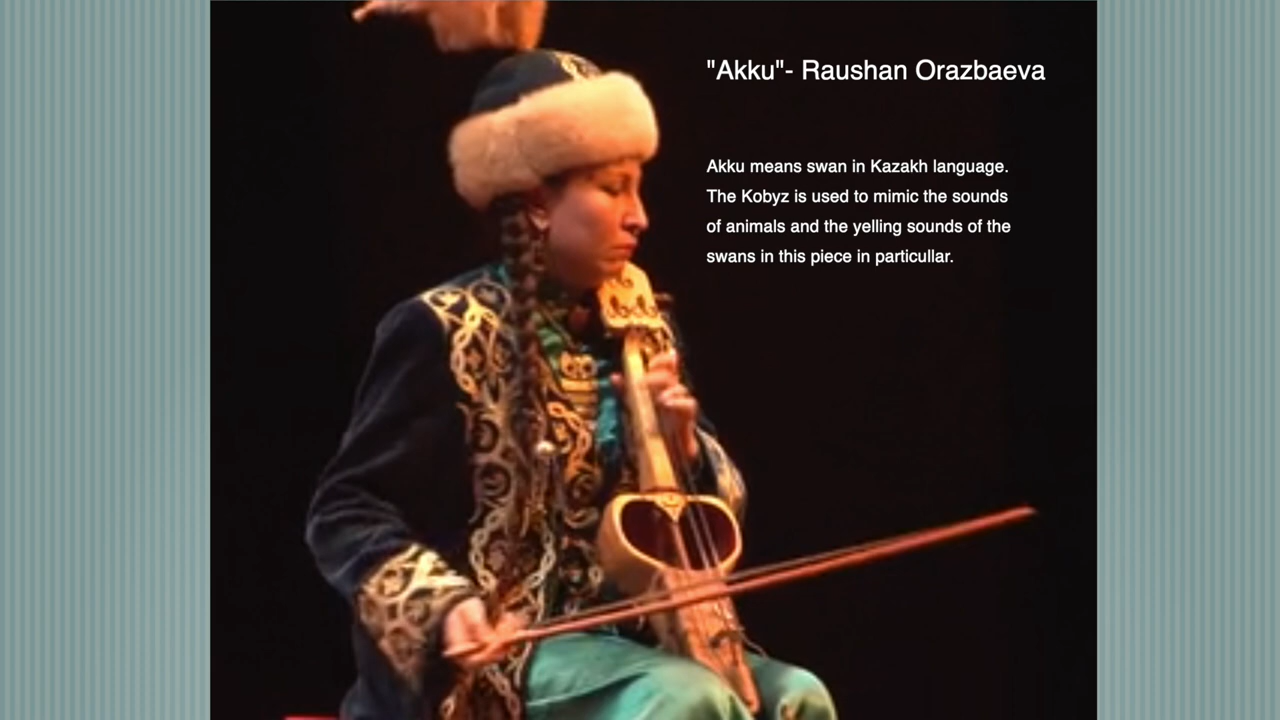 "Akku"- Raushan Orazbaeva
Akku means swan in Kazakh language.
The Kobyz is used to mimic the sounds
of animals and the yelling sounds of the
swans in this piece in particullar.